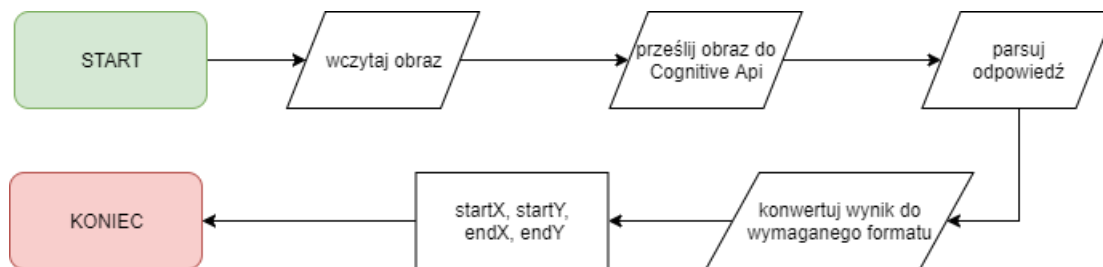 START
wczytaj obraz
prześlij obraz do
Cognitive Api
parsuj
odpowiedź
konwertuj wynik do
wymaganego formatu
startX, startY,
endX, endY
KONIEC